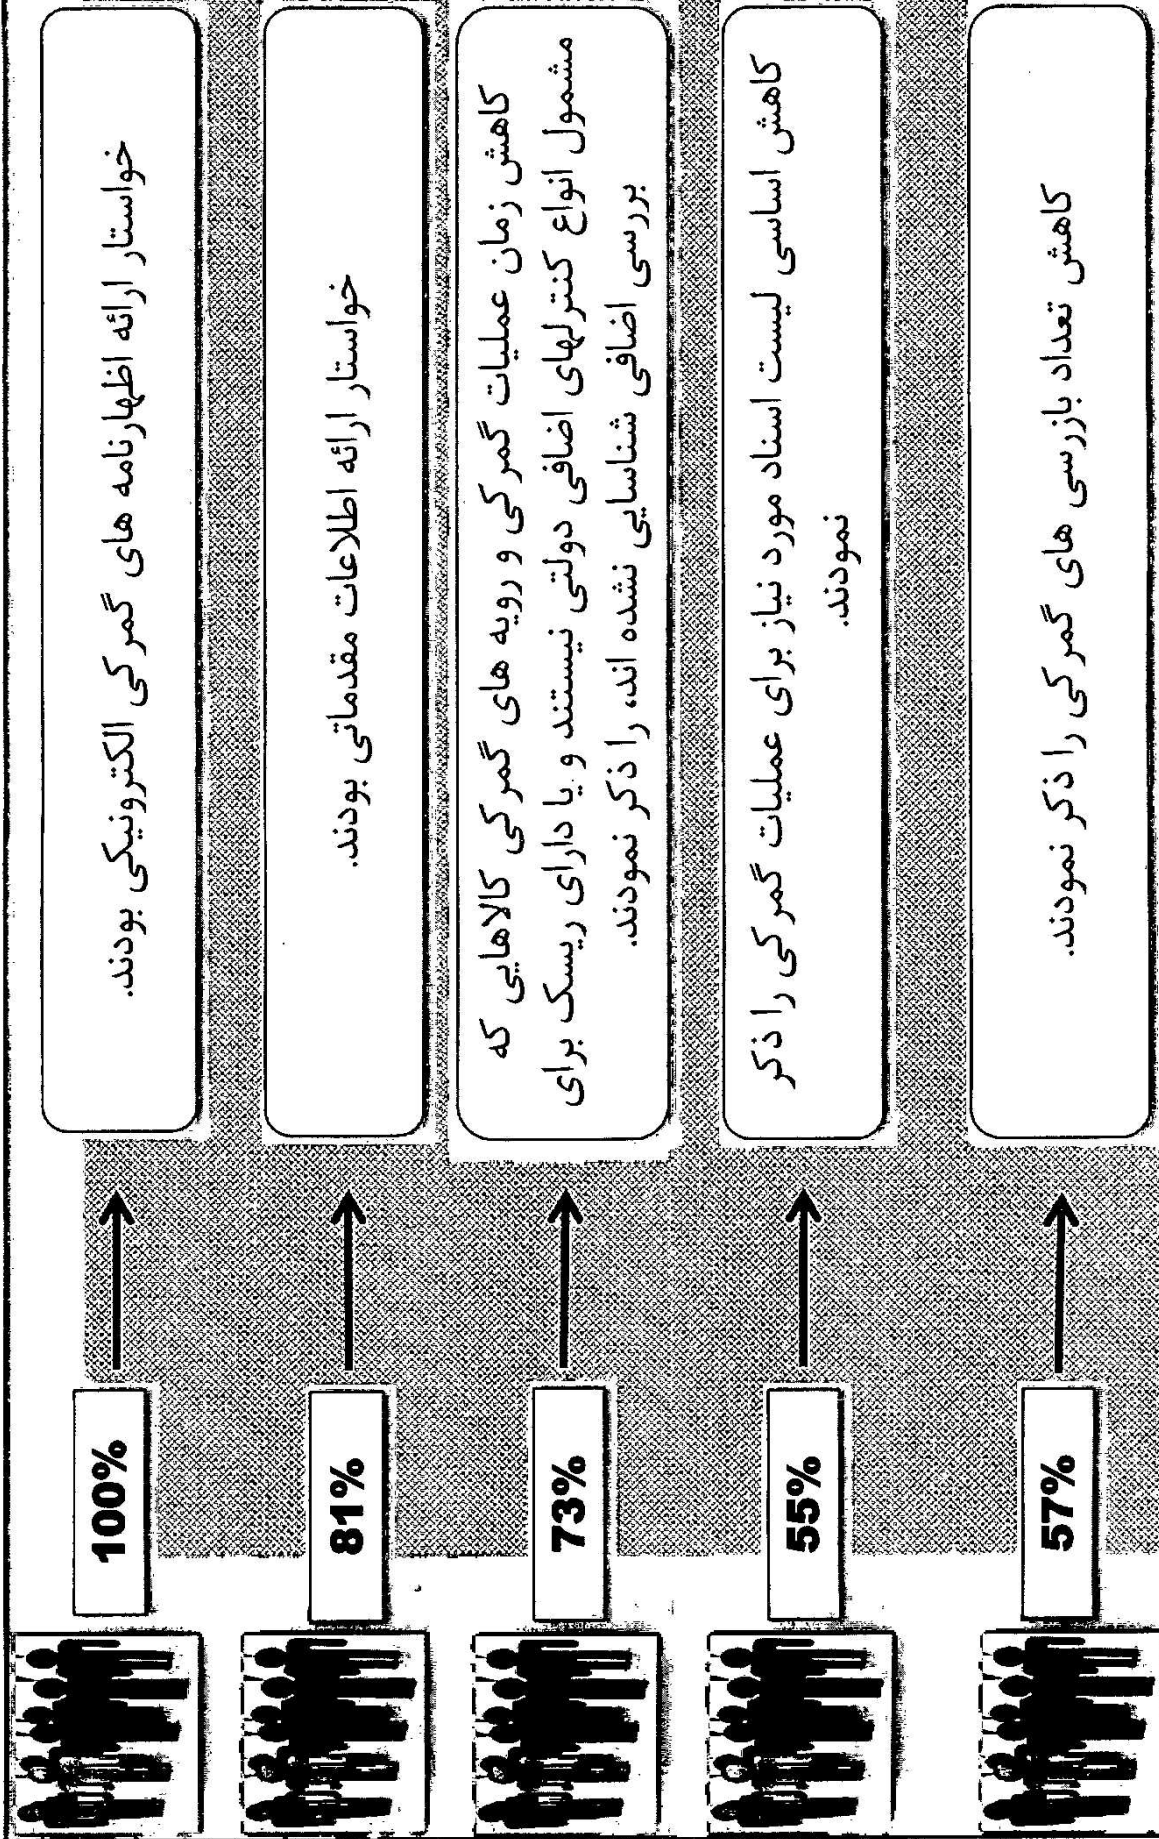 100%
خواستار ارائه اظهارنامه های گمرکی الکترونیکی بودند.
81%
خواستار ارائه اطلاعات مقدماتی بودند.
73%
کاهش زمان عملیات گمرکی و رویه های گمرکی کالاهایی که
مشمول انواع کنترلهای اضافی دولتی نیستند و یا دارای ریسک برای
بررسی اضافی شناسایی نشده اند، را ذکر نمودند.
55%
کاهش اساسی لیست اسناد مورد نیاز برای عملیات گمرکی را ذکر
نمودند.
57%
کاهش تعداد بازرسی های گمرکی را ذکر نمودند.